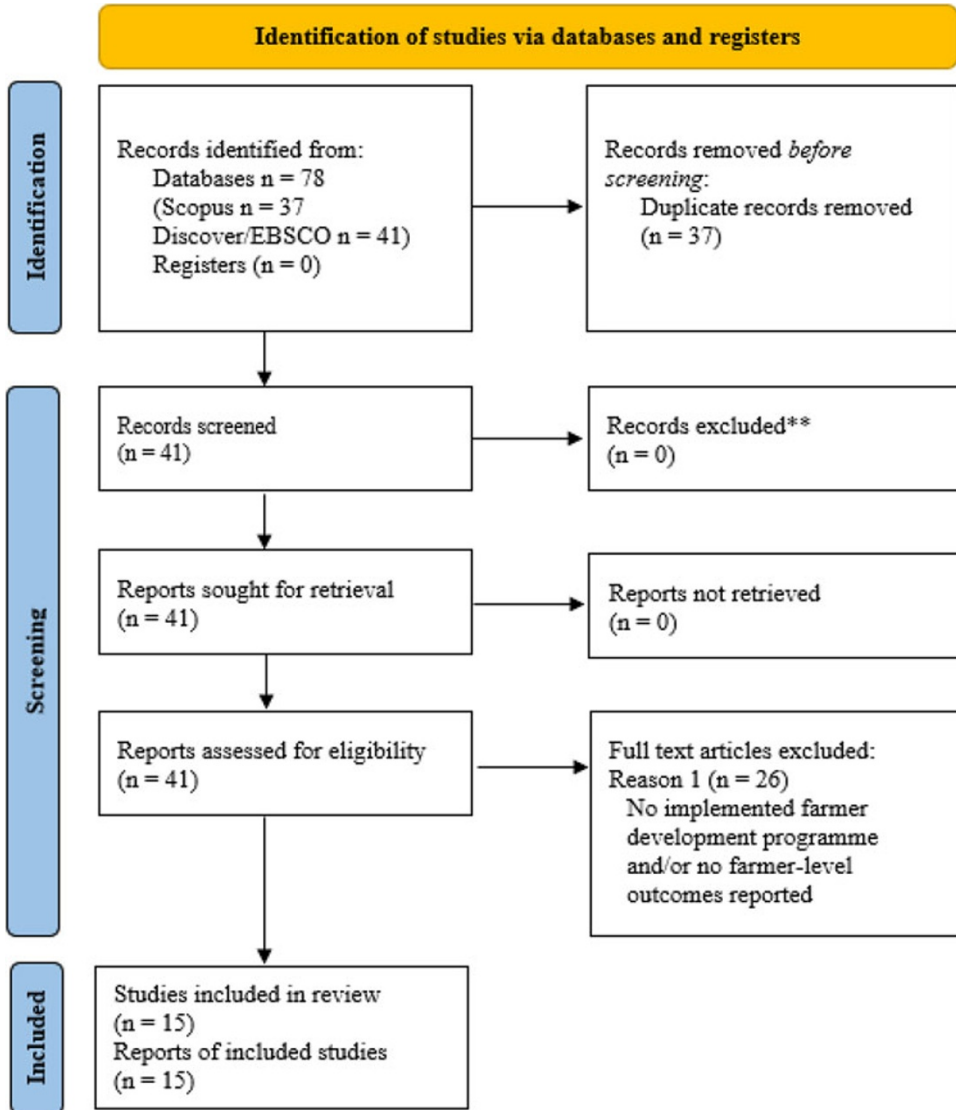 Identification of studies via databases and registers
Identification
Records identified from:
Databases n = 78
(Scopus n = 37
Discover/EBSCO n = 41)
Registers (n = 0)
Records removed before
screening:
Duplicate records removed
(n = 37)
Screening
Records screened
(n = 41)
Records excluded**
(n = 0)
Reports sought for retrieval
(n = 41)
Reports not retrieved
(n = 0)
Reports assessed for eligibility
(n = 41)
Full text articles excluded:
Reason 1 (n = 26)
No implemented farmer
development programme
and/or no farmer-level
outcomes reported
Included
Studies included in review
(n = 15)
Reports of included studies
(n = 15)